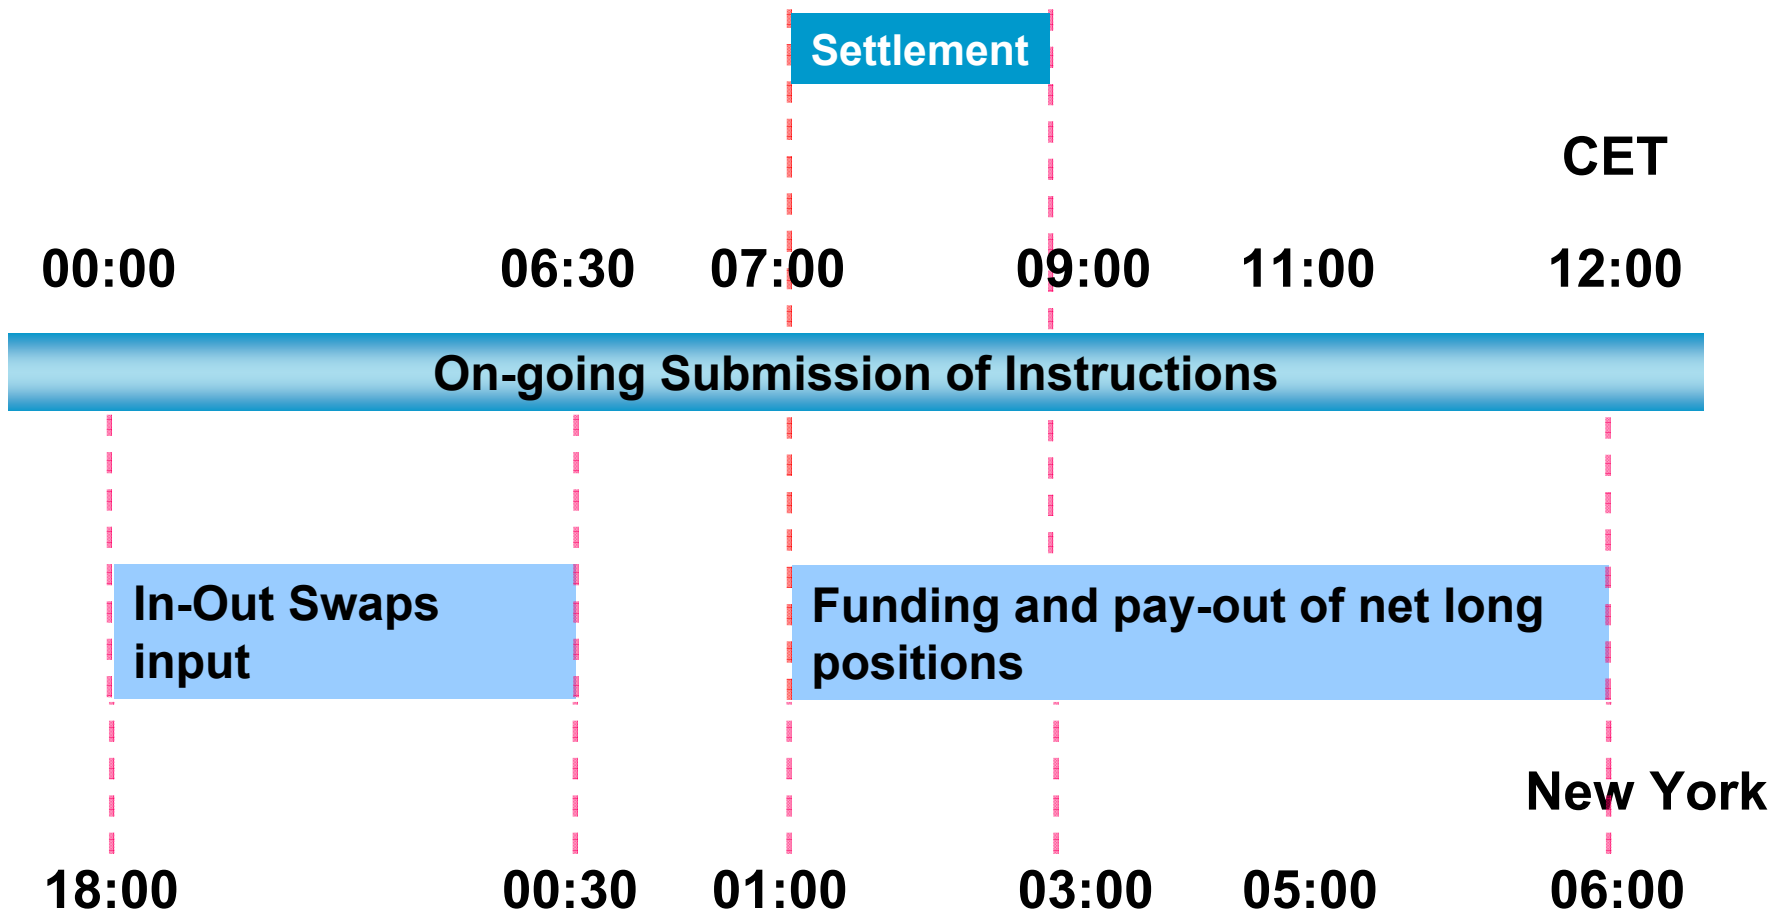 Settlement
CET
00:00 06:30 07:00 09:00 11:00 12:00
On-going Submission of Instructions
In-Out Swaps
input
Funding and pay-out of net long
positions
New York
18:00 00:30 01:00 03:00 05:00 06:00